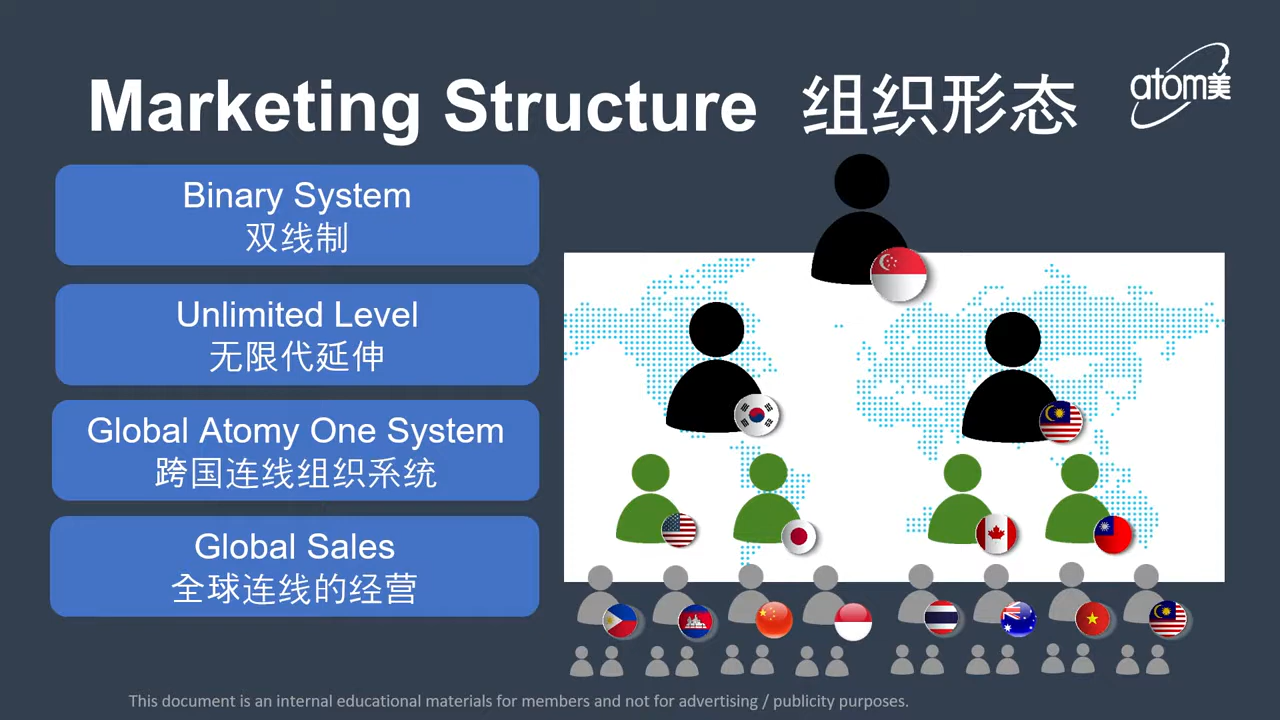 Marketing Structure 组织形态
atom美
Binary System
双线制
Unlimited Level
无限代延伸
Global Atomy One System
跨国连线组织系统
Global Sales
全球连线的经营
This document is an internal educational materials for members and not for advertising / publicity purposes.